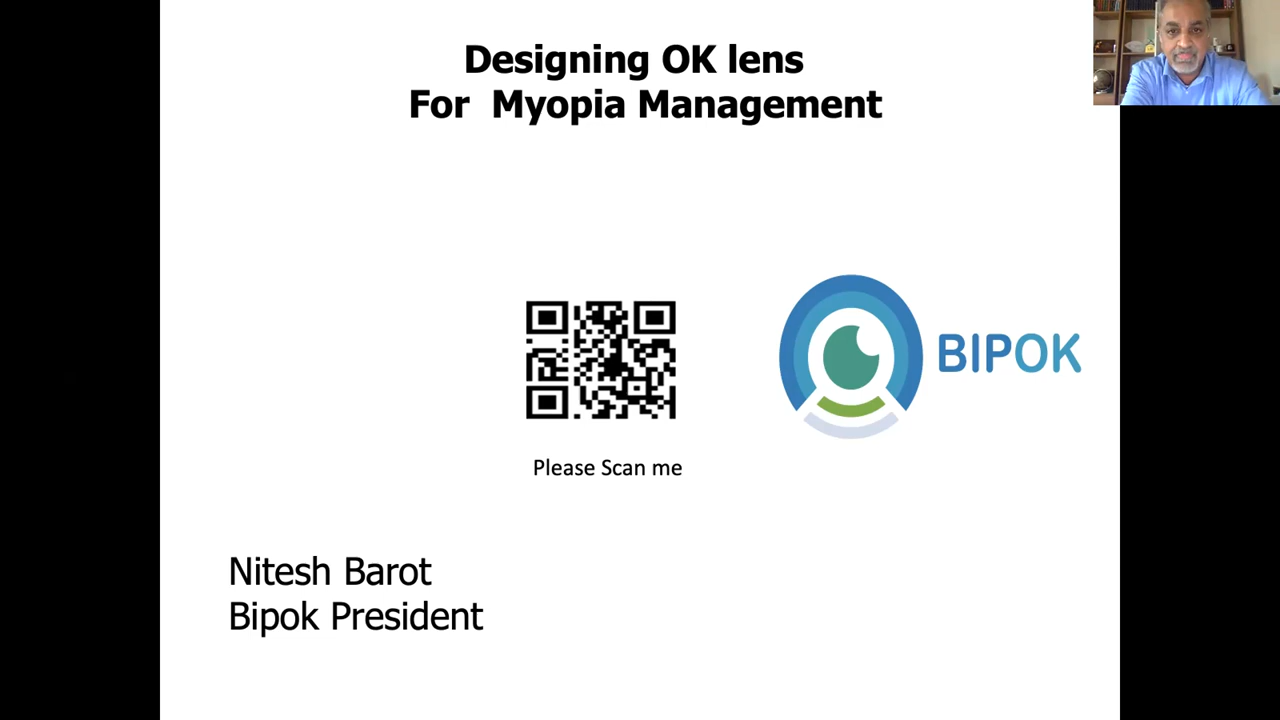 Designing OK lens
For Myopia Management
BIPOK
Please Scan me
Nitesh Barot
Bipok President